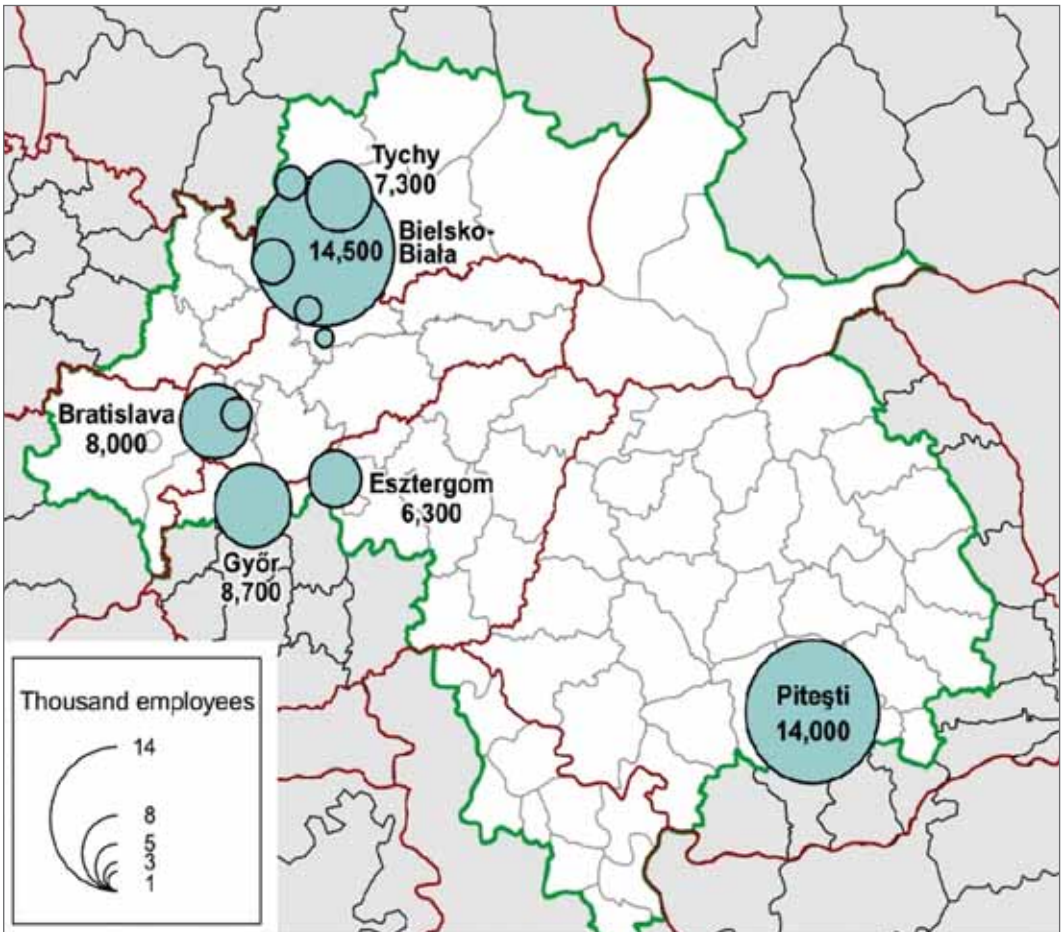 Tychy
7,300
Bielsko-
Biała
14,500
Bratislava
8,000
Esztergom
6,300
Győr
8,700
Piteşti
14,000
Thousand employees
14
8
5
3
1